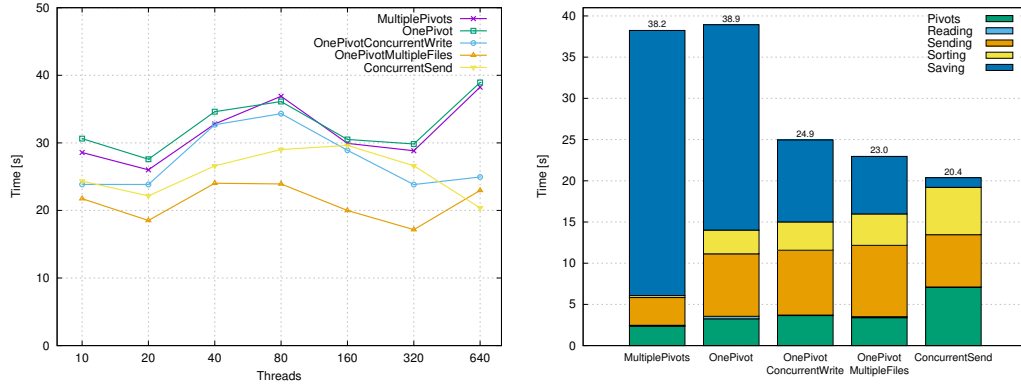 50
40
30
20
10
0
Time [s]
10 20 40 80 160 320 640
Threads
MultiplePivots
OnePivot
OnePivotConcurrentWrite
OnePivotMultipleFiles
ConcurrentSend
40
35
30
25
20
15
10
5
0
Time [s]
Pivots
Reading
Sending
Sorting
Saving
38.2
38.9
24.9
23.0
20.4
MultiplePivots
OnePivot
OnePivot
ConcurrentWrite
OnePivot
MultipleFiles
ConcurrentSend